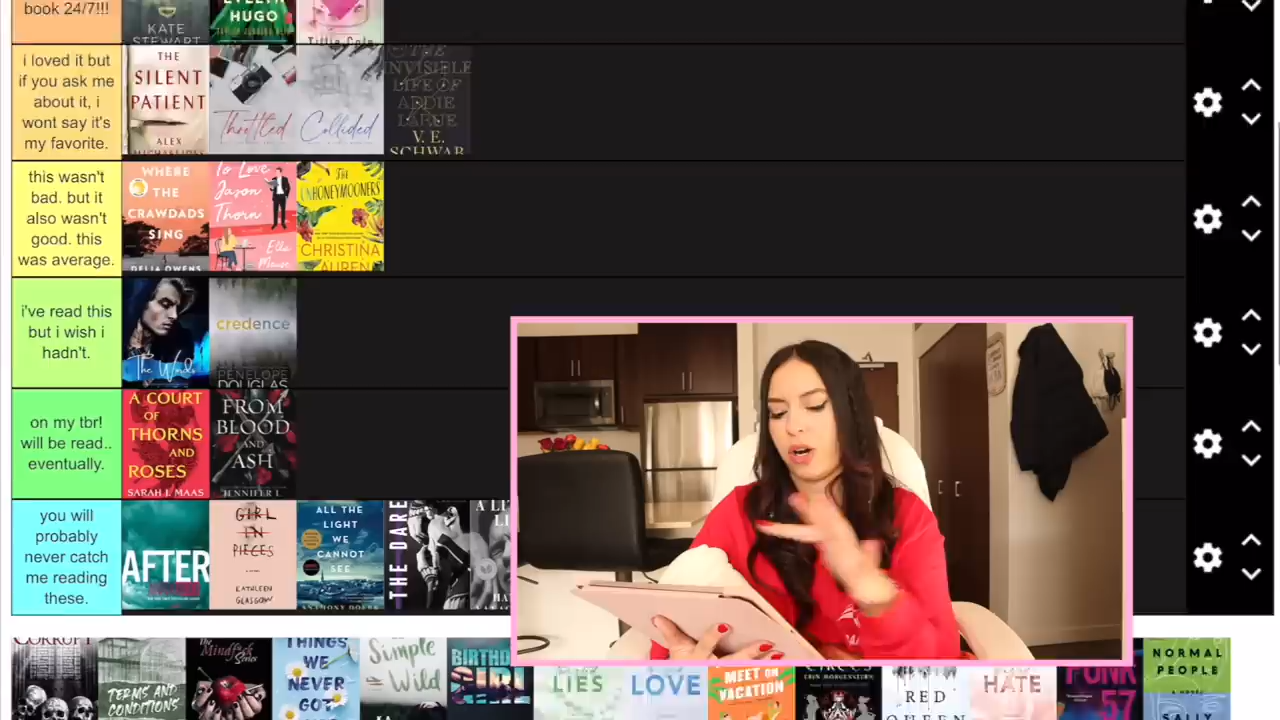 book 24/7!!!
KATE
STEWART
EVELYN
HUGO
Tillie Cole
i loved it but
if you ask me
about it, i
wont say it's
my favorite.
THE
SILENT
PATIENT
ALEX
MICHAELIDES
Throttled
Collided
THE
INVISIBLE
LIFE OF
ADDIE
LARUE
V. E.
SCHWAB
this wasn't
bad. but it
also wasn't
good. this
was average.
WHERE
THE
CRAWDADS
SING
DELIA OWENS
To Love
Jason
Thorn
Ella
Maise
THE
UNHONEYMOONERS
CHRISTINA
LAUREN
i've read this
but i wish i
hadn't.
The Wands
credence
PENELOPE
DOUGLAS
on my tbr!
will be read..
eventually.
A COURT
OF
THORNS
AND
ROSES
SARAH J. MAAS
FROM
BLOOD
AND
ASH
JENNIFER L
you will
probably
never catch
me reading
these.
AFTER
GIRL
IN
PIECES
KATHLEEN
GLASGOW
ALL THE
LIGHT
WE
CANNOT
SEE
ANTHONY DOERR
THE DARE
CORRUPT
TERMS AND
CONDITIONS
The
Mindf*ck
Series
THINGS
WE
NEVER
GOT
Simple
Wild
BIRTHDAY
GIRL
LIES
LOVE
MEET ON
VACATION
ERIN MORGENSTERN
RED
QUEEN
HATE
PUNK
57
NORMAL
PEOPLE
A NOVEL
SALLY